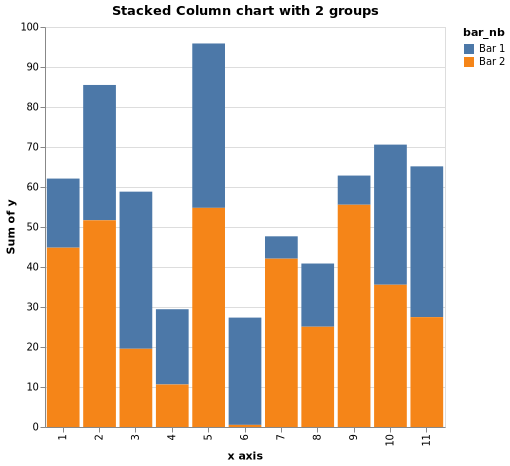 Stacked Column chart with 2 groups
bar_nb
Bar 1
Bar 2
Sum of y
100
90
80
70
60
50
40
30
20
10
0
1 2 3 4 5 6 7 8 9 10 11
x axis